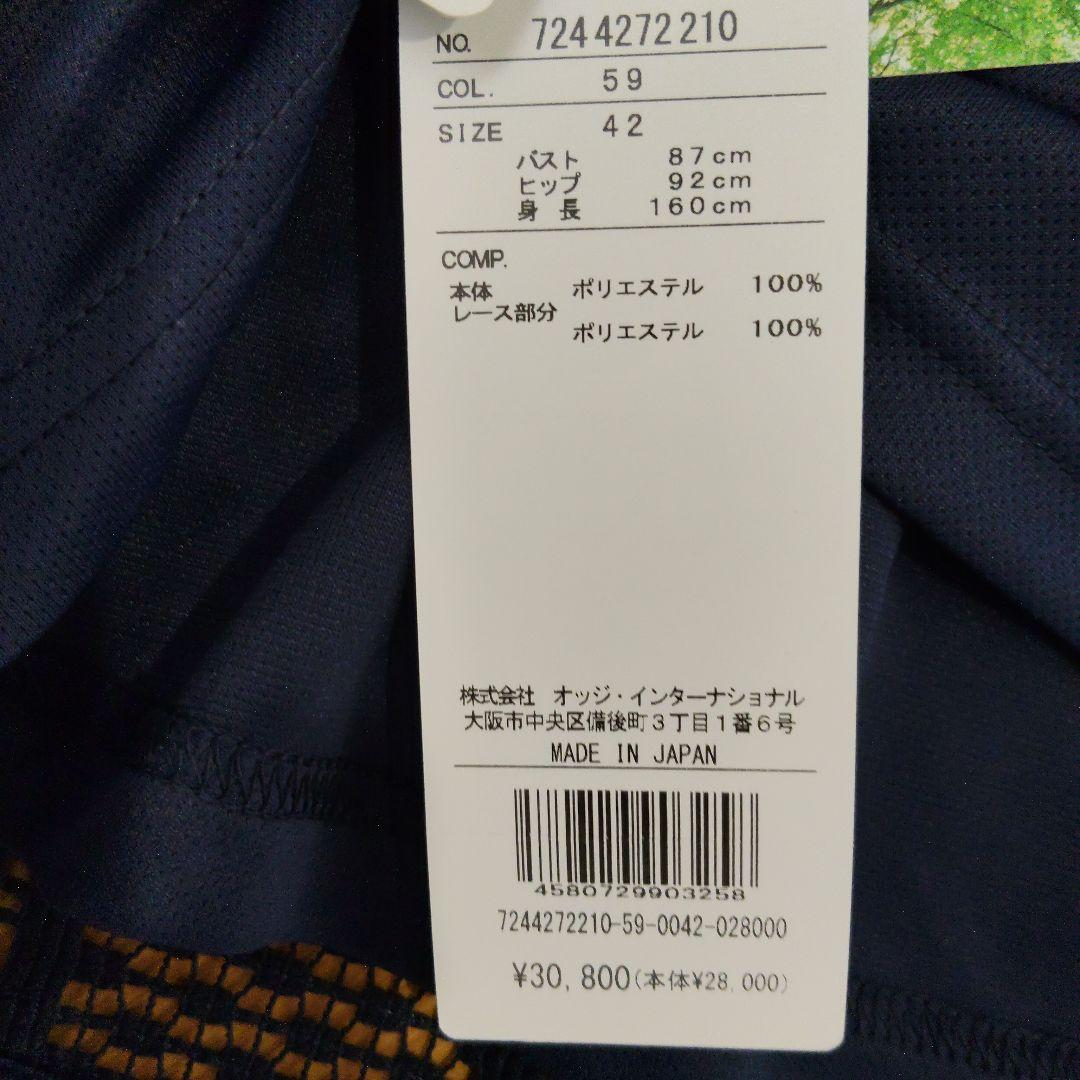 NO. 7244272210
COL. 59
SIZE 42
バスト 87cm
ヒップ 92cm
身長 160cm
COMP.
本体 ポリエステル 100%
レース部分
ポリエステル 100%
株式会社 オッジ・インターナショナル
大阪市中央区備後町3丁目1番6号
MADE IN JAPAN
4580729903258
7244272210-59-0042-028000
¥30,800(本体¥28,000)